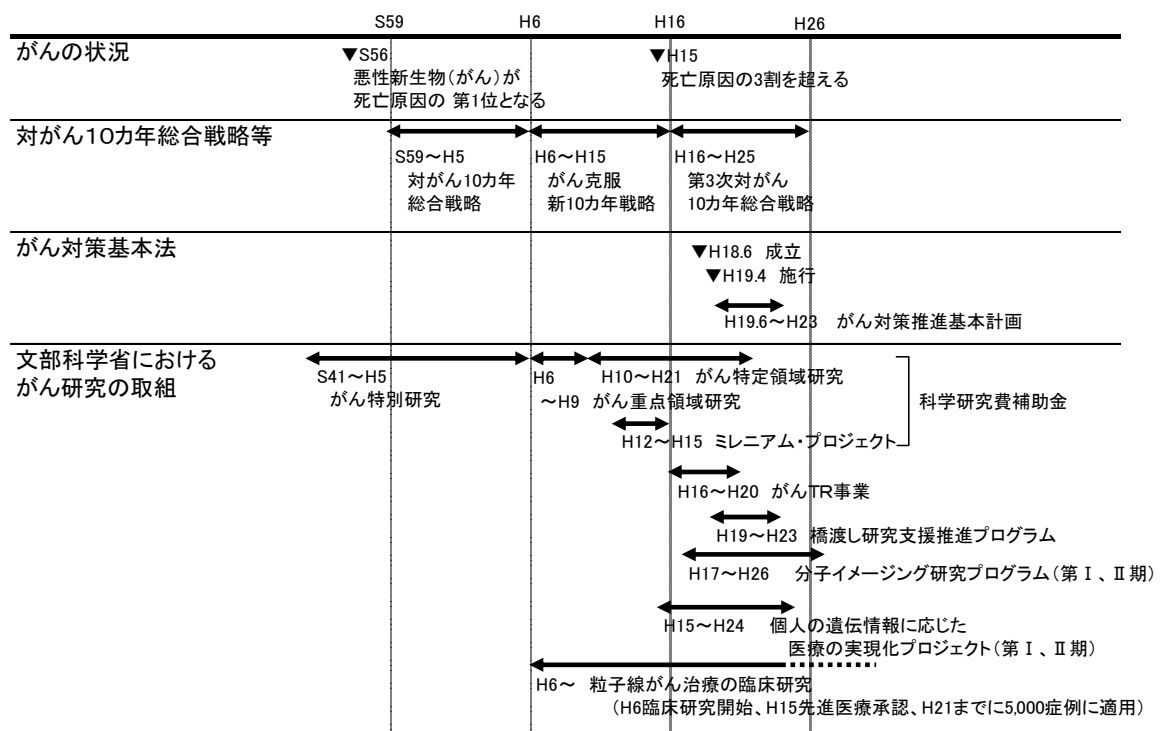 S59 H6 H16 H26
がんの状況
▼S56
悪性新生物(がん)が
死亡原因の 第1位となる
▼H15
死亡原因の3割を超える
対がん10カ年総合戦略等
S59～H5
対がん10カ年
総合戦略
H6～H15
がん克服
新10カ年戦略
H16～H25
第3次対がん
10カ年総合戦略
がん対策基本法
▼H18.6 成立
▼H19.4 施行
H19.6～H23 がん対策推進基本計画
文部科学省における
がん研究の取組
S41～H5
がん特別研究
H6
～H9 がん重点領域研究
H10～H21 がん特定領域研究
H12～H15 ミレニアム・プロジェクト
科学研究費補助金
H16～H20 がんTR事業
H19～H23 橋渡し研究支援推進プログラム
H17～H26 分子イメージング研究プログラム(第Ⅰ、Ⅱ期)
H15～H24 個人の遺伝情報に応じた
医療の実現化プロジェクト(第Ⅰ、Ⅱ期)
H6～ 粒子線がん治療の臨床研究
(H6臨床研究開始、H15先進医療承認、H21までに5,000症例に適用)